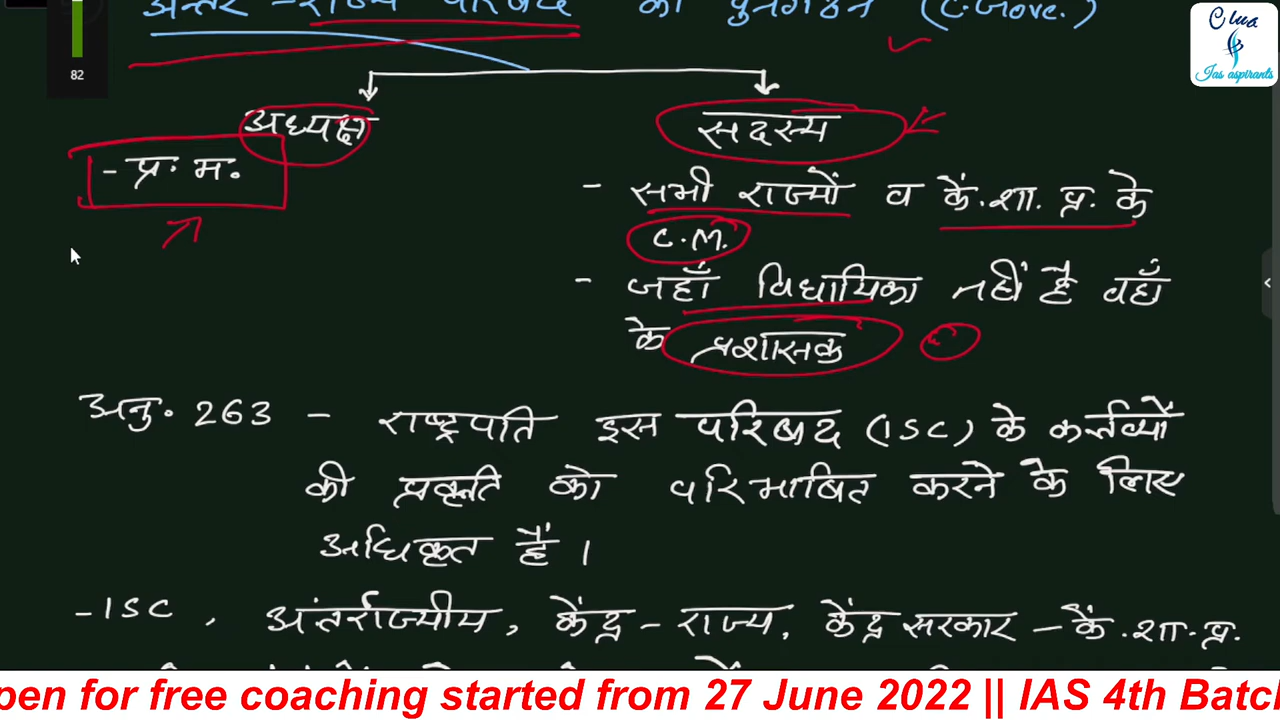 अन्तर-राज्य परिषद का पुनर्गठन (C.Gove.)
82
Clue
Ias aspirants
अध्यक्ष
सदस्य
- प्र. म.
- सभी राज्यों व कें.शा.प्र. के
C.M.
- जहाँ विधायिका नहीं है वहाँ
के प्रशासक
अनु. 263 - राष्ट्रपति इस परिषद (ISC) के कर्त्तव्यों
की प्रकृति को परिभाषित करने के लिए
अधिकृत है ।
- ISC, अंतर्राज्यीय, केंद्र - राज्य, केंद्र सरकार - कें.शा.प्र.
pen for free coaching started from 27 June 2022 || IAS 4th Batch